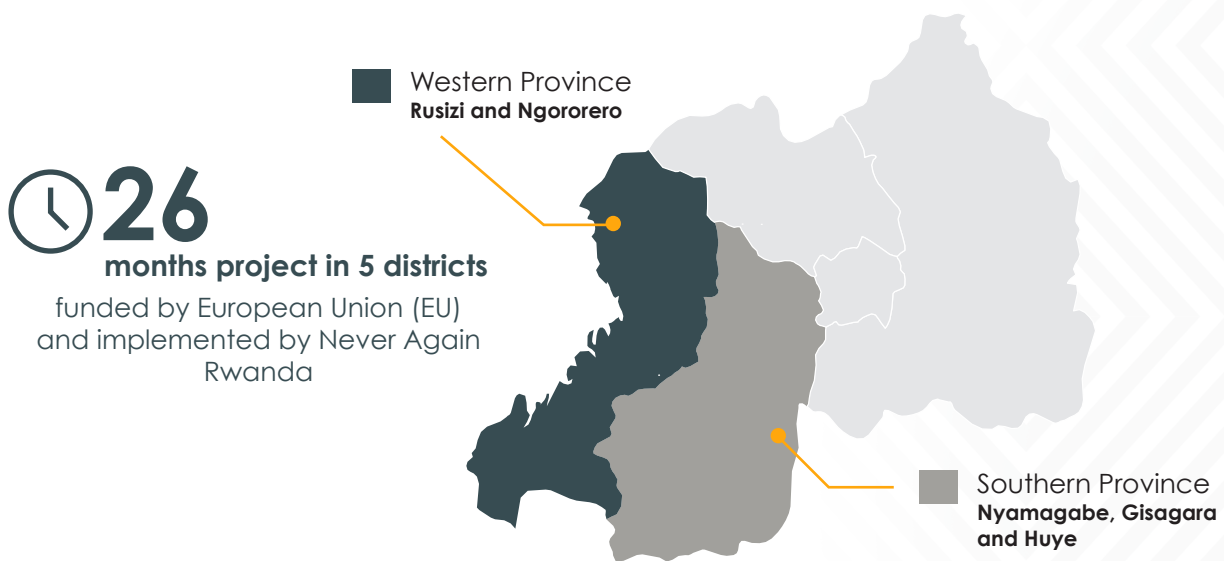 Western Province
Rusizi and Ngororero
26
months project in 5 districts
funded by European Union (EU)
and implemented by Never Again
Rwanda
Southern Province
Nyamagabe, Gisagara
and Huye